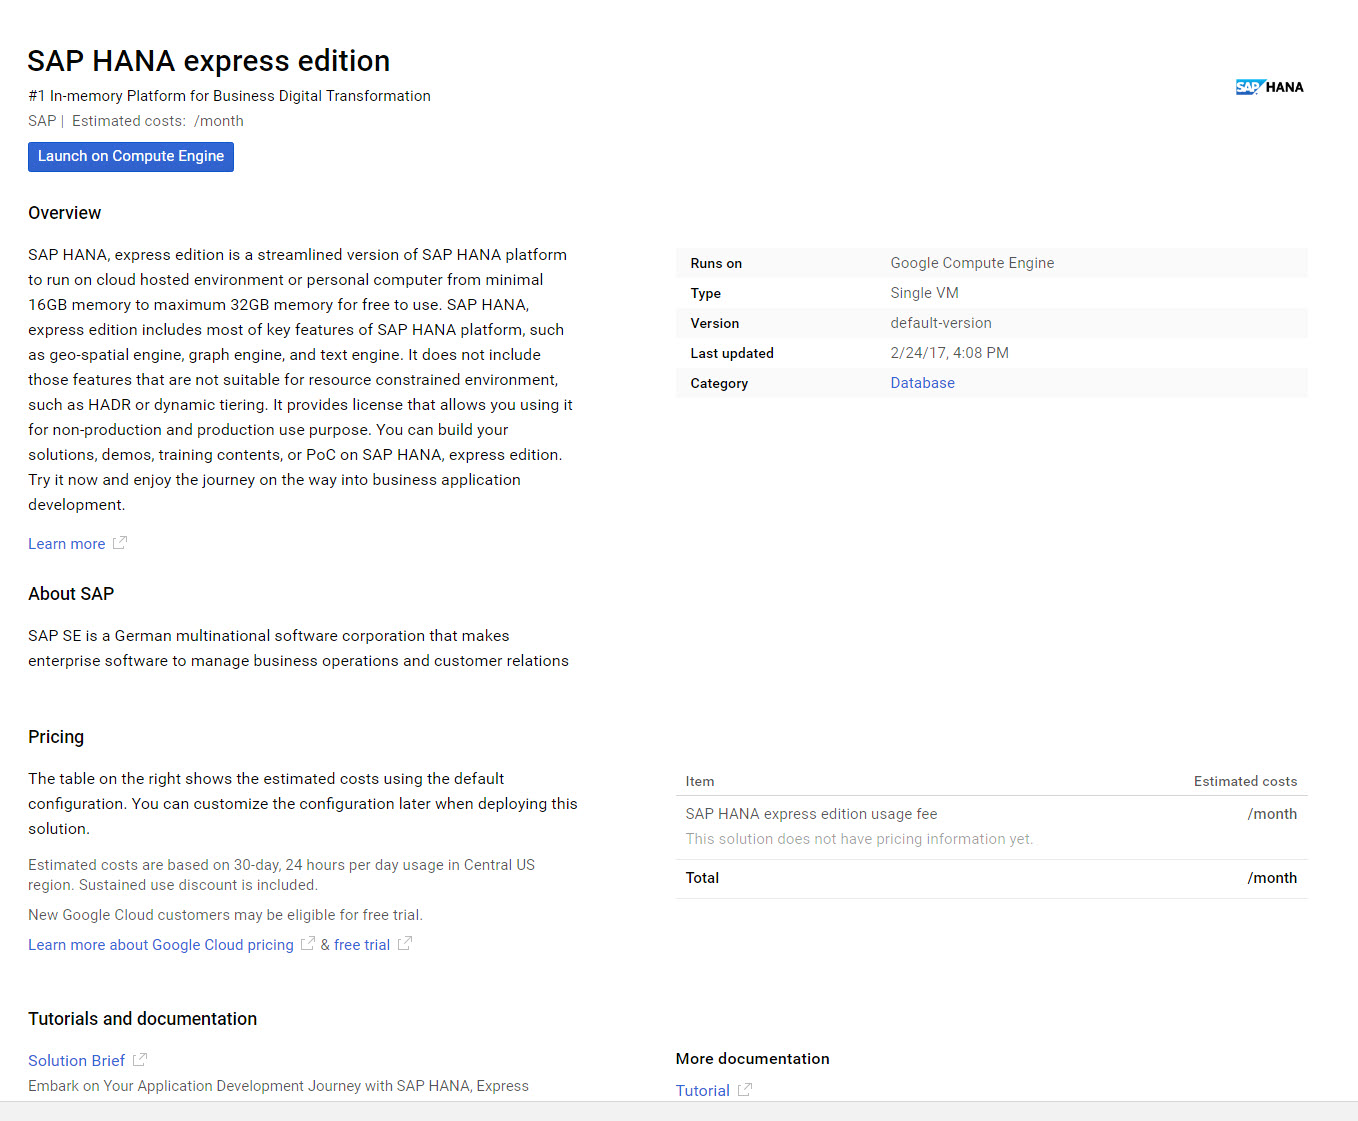 SAP HANA express edition
#1 In-memory Platform for Business Digital Transformation
SAP | Estimated costs: /month
SAP HANA
Launch on Compute Engine
Overview
SAP HANA, express edition is a streamlined version of SAP HANA platform
to run on cloud hosted environment or personal computer from minimal
16GB memory to maximum 32GB memory for free to use. SAP HANA,
express edition includes most of key features of SAP HANA platform, such
as geo-spatial engine, graph engine, and text engine. It does not include
those features that are not suitable for resource constrained environment,
such as HADR or dynamic tiering. It provides license that allows you using it
for non-production and production use purpose. You can build your
solutions, demos, training contents, or PoC on SAP HANA, express edition.
Try it now and enjoy the journey on the way into business application
development.
Learn more
Runs on Google Compute Engine
Type Single VM
Version default-version
Last updated 2/24/17, 4:08 PM
Category Database
About SAP
SAP SE is a German multinational software corporation that makes
enterprise software to manage business operations and customer relations
Pricing
The table on the right shows the estimated costs using the default
configuration. You can customize the configuration later when deploying this
solution.
Estimated costs are based on 30-day, 24 hours per day usage in Central US
region. Sustained use discount is included.
New Google Cloud customers may be eligible for free trial.
Learn more about Google Cloud pricing & free trial
Item Estimated costs
SAP HANA express edition usage fee /month
This solution does not have pricing information yet.
Total /month
Tutorials and documentation
Solution Brief
Embark on Your Application Development Journey with SAP HANA, Express
More documentation
Tutorial